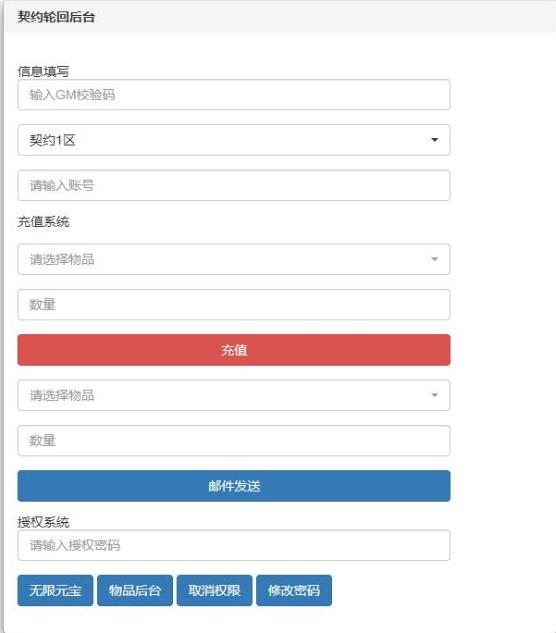 契约轮回后台
信息填写
输入GM校验码
契约1区
请输入账号
充值系统
请选择物品
数量
充值
请选择物品
数量
邮件发送
授权系统
请输入授权密码
无限元宝 物品后台 取消权限 修改密码